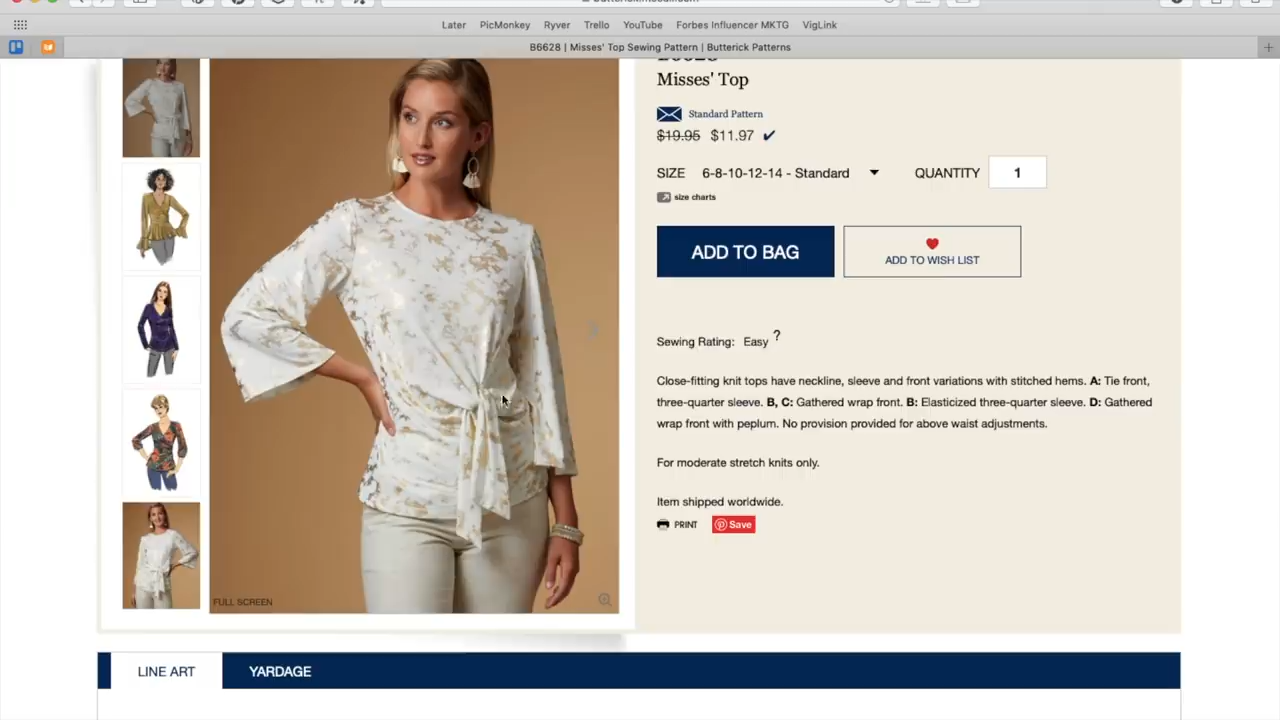 Later PicMonkey Ryver Trello YouTube Forbes Influencer MKTG VigLink
B6628 | Misses' Top Sewing Pattern | Butterick Patterns
Misses' Top
Standard Pattern
$19.95 $11.97
SIZE 6-8-10-12-14 - Standard QUANTITY 1
size charts
ADD TO BAG
ADD TO WISH LIST
Sewing Rating: Easy ?
Close-fitting knit tops have neckline, sleeve and front variations with stitched hems. A: Tie front,
three-quarter sleeve. B, C: Gathered wrap front. B: Elasticized three-quarter sleeve. D: Gathered
wrap front with peplum. No provision provided for above waist adjustments.
For moderate stretch knits only.
Item shipped worldwide.
PRINT Save
FULL SCREEN
LINE ART YARDAGE